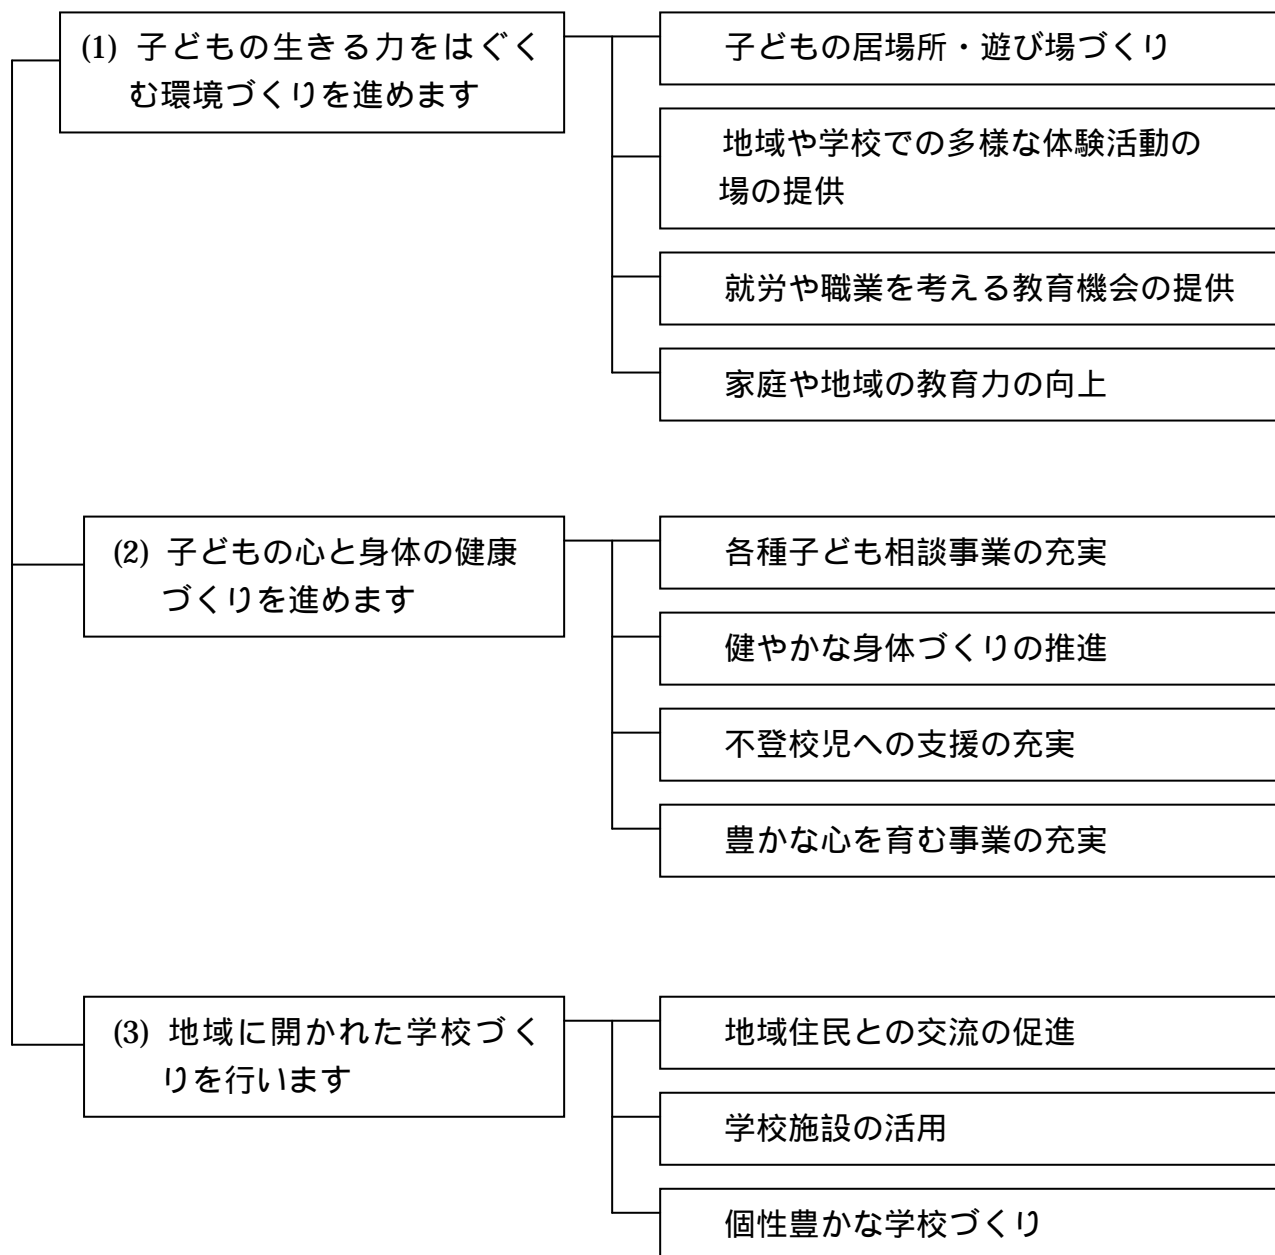 (1) 子どもの生きる力をはぐく
む環境づくりを進めます
子どもの居場所・遊び場づくり
地域や学校での多様な体験活動の
場の提供
就労や職業を考える教育機会の提供
家庭や地域の教育力の向上
(2) 子どもの心と身体の健康
づくりを進めます
各種子ども相談事業の充実
健やかな身体づくりの推進
不登校児への支援の充実
豊かな心を育む事業の充実
(3) 地域に開かれた学校づく
りを行います
地域住民との交流の促進
学校施設の活用
個性豊かな学校づくり